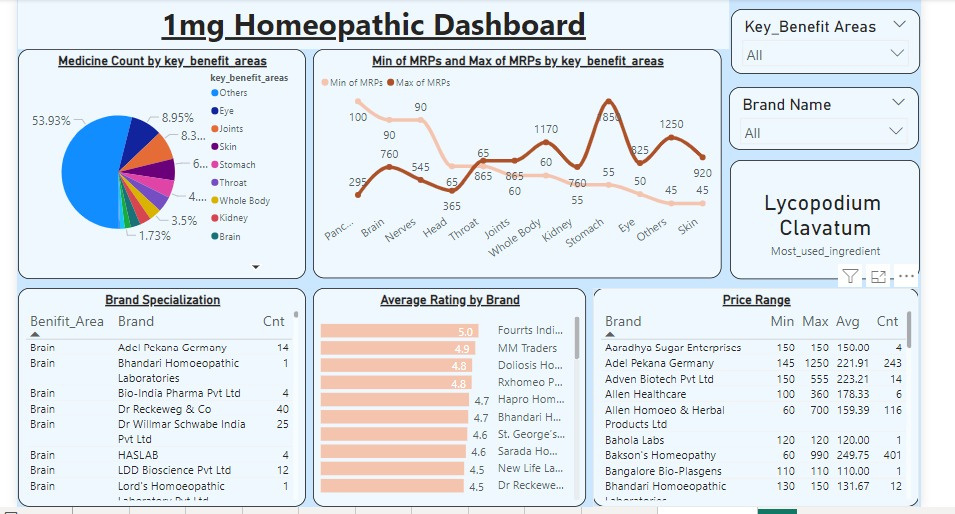 1mg Homeopathic Dashboard
Key_Benefit Areas
All
Brand Name
All
Lycopodium
Clavatum
Most_used_ingredient
Medicine Count by key_benefit_areas
key_benefit_areas
Others
Eye
Joints
Skin
Stomach
Throat
Whole Body
Kidney
Brain
53.93%
8.95%
8.3...
6...
4....
3.5%
1.73%
Min of MRPs and Max of MRPs by key_benefit_areas
Min of MRPs Max of MRPs
100
90
90
65
65
60
60
55
55
50
45
45
295
760
545
365
865
865
1170
760
1850
825
1250
920
Panc...
Brain
Nerves
Head
Throat
Joints
Whole Body
Kidney
Stomach
Eye
Others
Skin
Brand Specialization
Benifit_Area Brand Cnt
Brain Adel Pekana Germany 14
Brain Bhandari Homoeopathic 1
Laboratories
Brain Bio-India Pharma Pvt Ltd 4
Brain Dr Reckeweg & Co 40
Brain Dr Willmar Schwabe India 25
Pvt Ltd
Brain HASLAB 4
Brain LDD Bioscience Pvt Ltd 12
Brain Lord's Homoeopathic 1
Laboratory Pvt Ltd
Average Rating by Brand
5.0 Fourrts Indi...
4.9 MM Traders
4.8 Doliosis Ho...
4.8 Rxhomeo P...
4.7 Hapro Hom...
4.7 Bhandari H...
4.6 St. George's...
4.6 Sarada Ho...
4.5 New Life La...
4.5 Dr Reckewe...
Price Range
Brand Min Max Avg Cnt
Aaradhya Sugar Enterprises 150 150 150.00 4
Adel Pekana Germany 145 1250 221.91 243
Adven Biotech Pvt Ltd 150 555 223.21 14
Allen Healthcare 100 360 178.33 6
Allen Homoeo & Herbal 60 700 159.39 116
Products Ltd
Bahola Labs 120 120 120.00 1
Bakson's Homeopathy 60 990 249.75 401
Bangalore Bio-Plasgens 110 110 110.00 1
Bhandari Homoeopathic 130 150 131.67 12
Laboratories